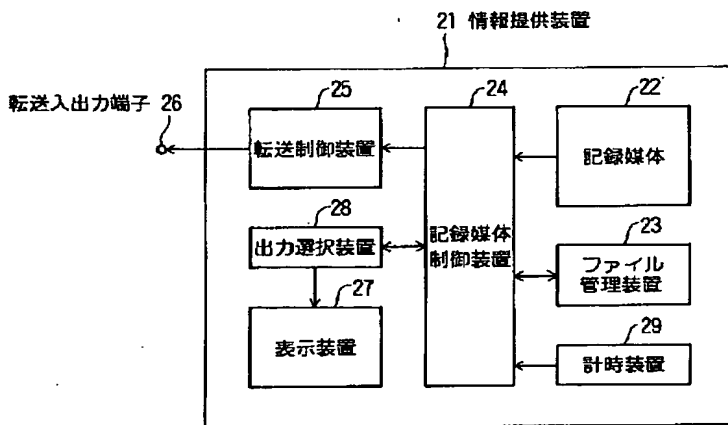 21 情報提供装置
転送入出力端子 26
25
転送制御装置
24
記録媒体
制御装置
22
記録媒体
28
出力選択装置
23
ファイル
管理装置
27
表示装置
29
計時装置